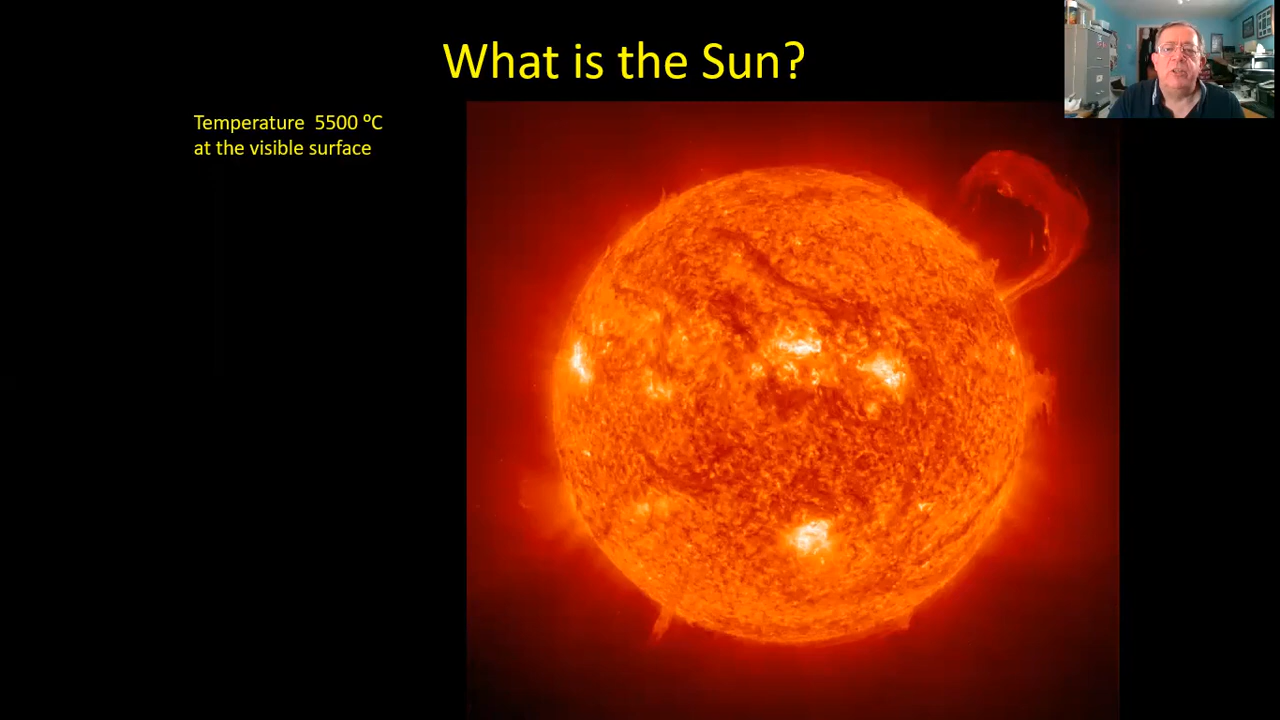 What is the Sun?
Temperature  5500 ºC
at the visible surface